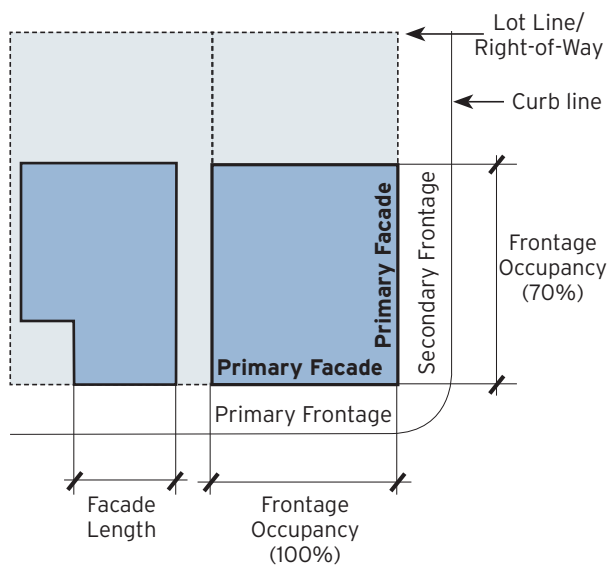 Lot Line/
Right-of-Way
Curb line
Primary Facade
Secondary Frontage
Frontage
Occupancy
(70%)
Primary Facade
Primary Frontage
Facade
Length
Frontage
Occupancy
(100%)